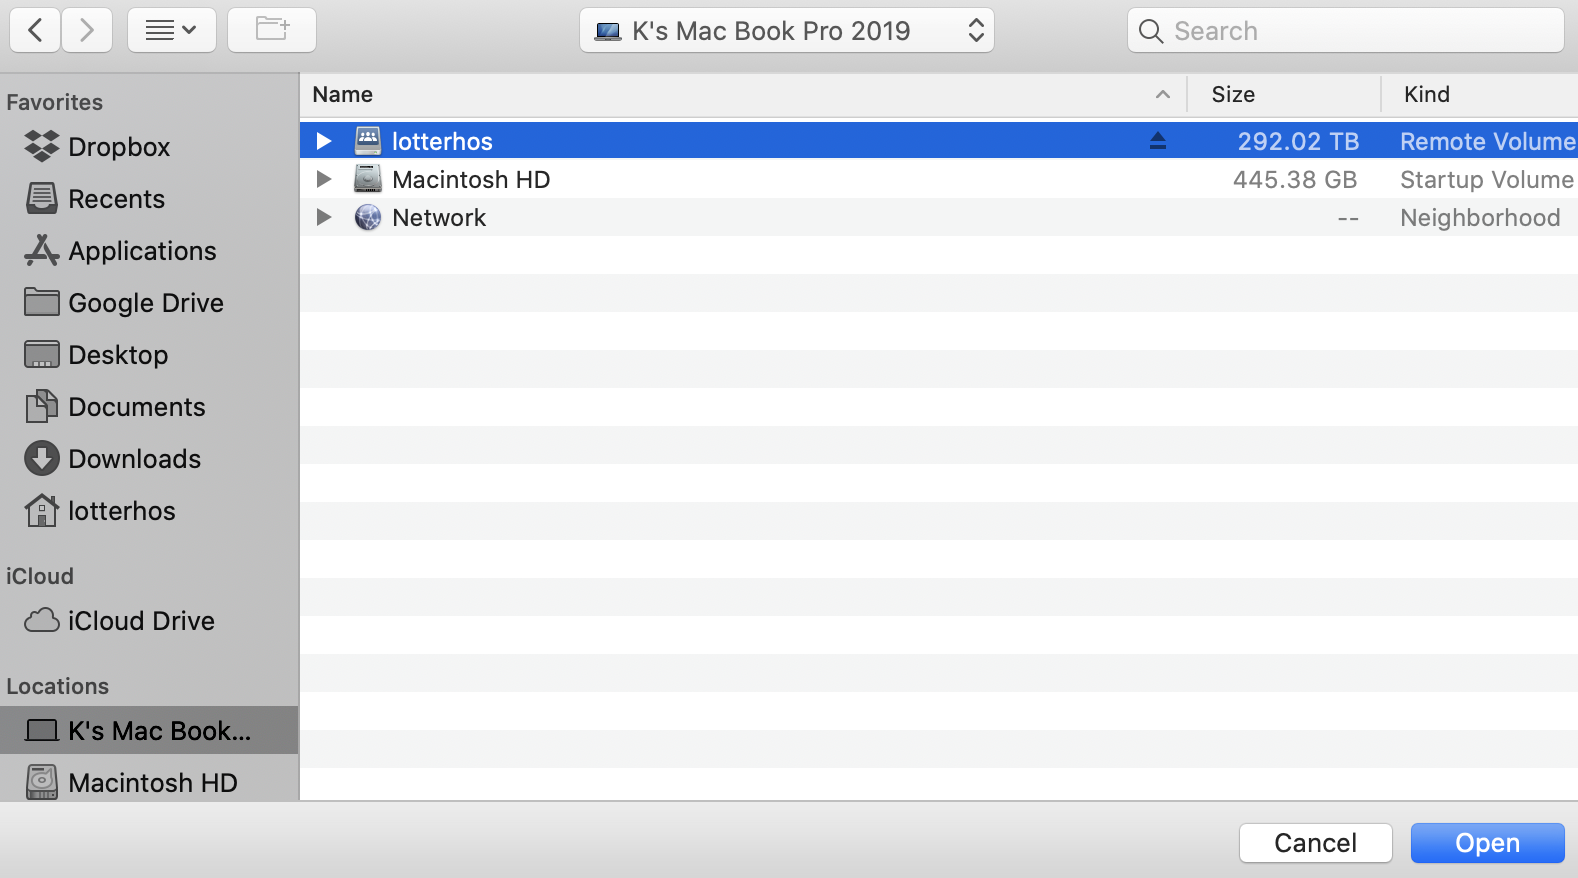 K's Mac Book Pro 2019
Search
Favorites
Dropbox
Recents
Applications
Google Drive
Desktop
Documents
Downloads
lotterhos
iCloud
iCloud Drive
Locations
K's Mac Book...
Macintosh HD
Name Size Kind
lotterhos 292.02 TB Remote Volume
Macintosh HD 445.38 GB Startup Volume
Network -- Neighborhood
Cancel Open